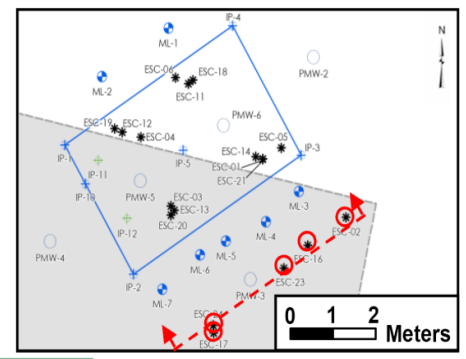 IP-4
ML-1
N
PMW-2
ESC-06
ESC-18
ML-2
ESC-11
PMW-6
ESC-19
ESC-12
ESC-04
ESC-05
IP-1
IP-5
ESC-14
IP-3
ESC-01
IP-11
ESC-21
IP-10
PMW-5
ESC-03
ML-3
ESC-13
IP-12
ESC-20
ML-4
ESC-02
PMW-4
ML-5
ESC-16
ML-6
IP-2
ESC-23
ML-7
PMW-3
0 1 2
Meters
ESC-17